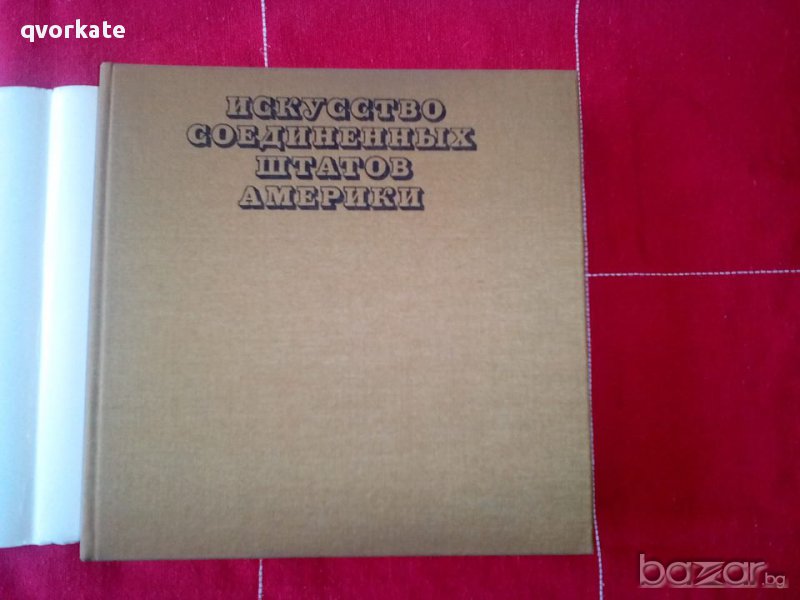 qvorkate
ИСКУССТВО
СОЕДИНЕННЫХ
ШТАТОВ
АМЕРИКИ
bazar.bg